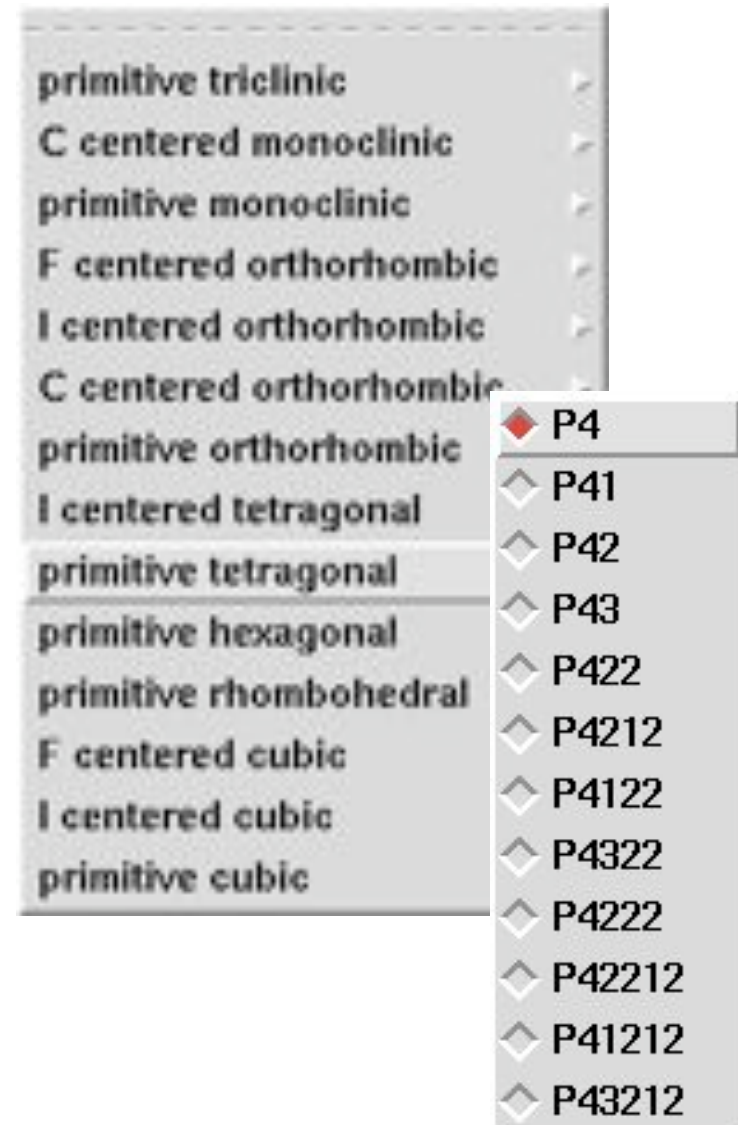 primitive triclinic
C centered monoclinic
primitive monoclinic
F centered orthorhombic
I centered orthorhombic
C centered orthorhombic
primitive orthorhombic
I centered tetragonal
primitive tetragonal
primitive hexagonal
primitive rhombohedral
F centered cubic
I centered cubic
primitive cubic
P4
P41
P42
P43
P422
P4212
P4122
P4322
P4222
P42212
P41212
P43212